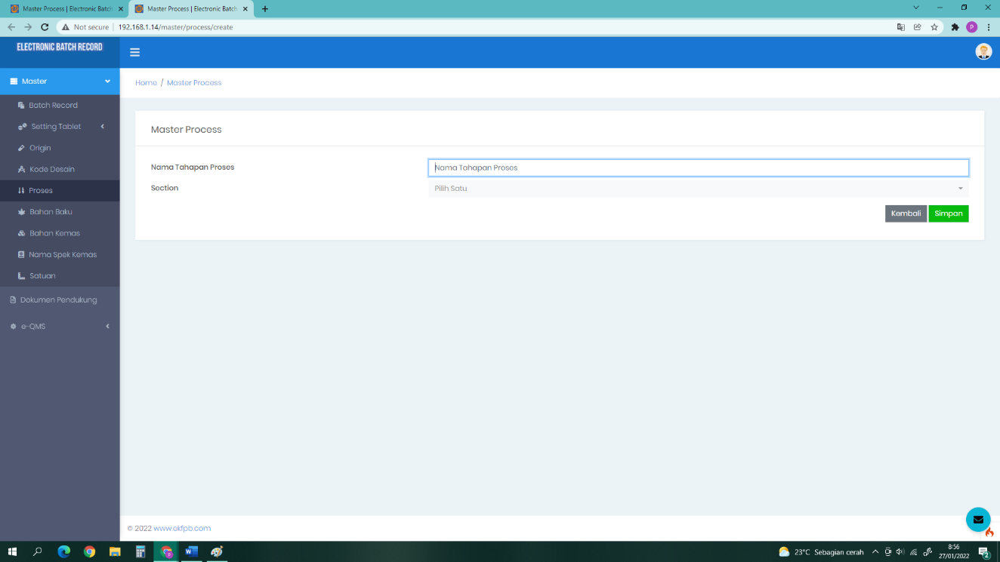 Master Process | Electronic Batch
Master Process | Electronic Batch
Not secure
192.168.1.14/master/process/create
P
ELECTRONIC BATCH RECORD
Master
Batch Record
Setting Tablet
Origin
Kode Desain
Proses
Bahan Baku
Bahan Kemas
Nama Spek Kemas
Satuan
Dokumen Pendukung
e-QMS
Home / Master Process
Master Process
Nama Tahapan Proses
Nama Tahapan Proses
Section
Pilih Satu
Kembali
Simpan
© 2022 www.ekfpb.com
23°C Sebagian cerah
8:56
27/01/2022
2